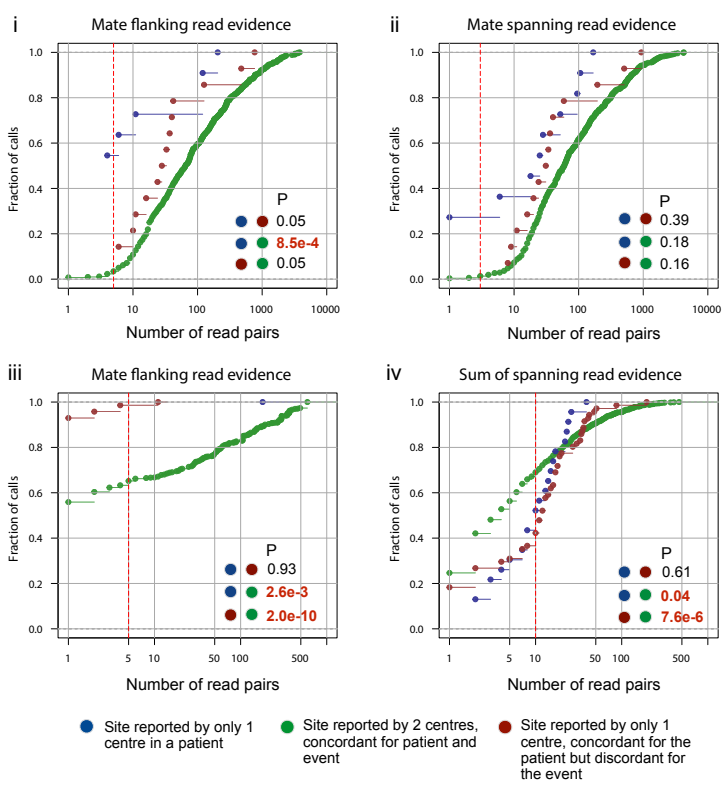 i
Mate flanking read evidence
Fraction of calls
1.0
0.8
0.6
0.4
0.2
0.0
P
0.05
8.5e-4
0.05
1 10 100 1000 10000
Number of read pairs
ii
Mate spanning read evidence
Fraction of calls
1.0
0.8
0.6
0.4
0.2
0.0
P
0.39
0.18
0.16
1 10 100 1000 10000
Number of read pairs
iii
Mate flanking read evidence
Fraction of calls
1.0
0.8
0.6
0.4
0.2
0.0
P
0.93
2.6e-3
2.0e-10
1 5 10 50 100 500
Number of read pairs
iv
Sum of spanning read evidence
Fraction of calls
1.0
0.8
0.6
0.4
0.2
0.0
P
0.61
0.04
7.6e-6
1 5 10 50 100 500
Number of read pairs
Site reported by only 1
centre in a patient
Site reported by 2 centres,
concordant for patient and
event
Site reported by only 1
centre, concordant for the
patient but discordant for
the event